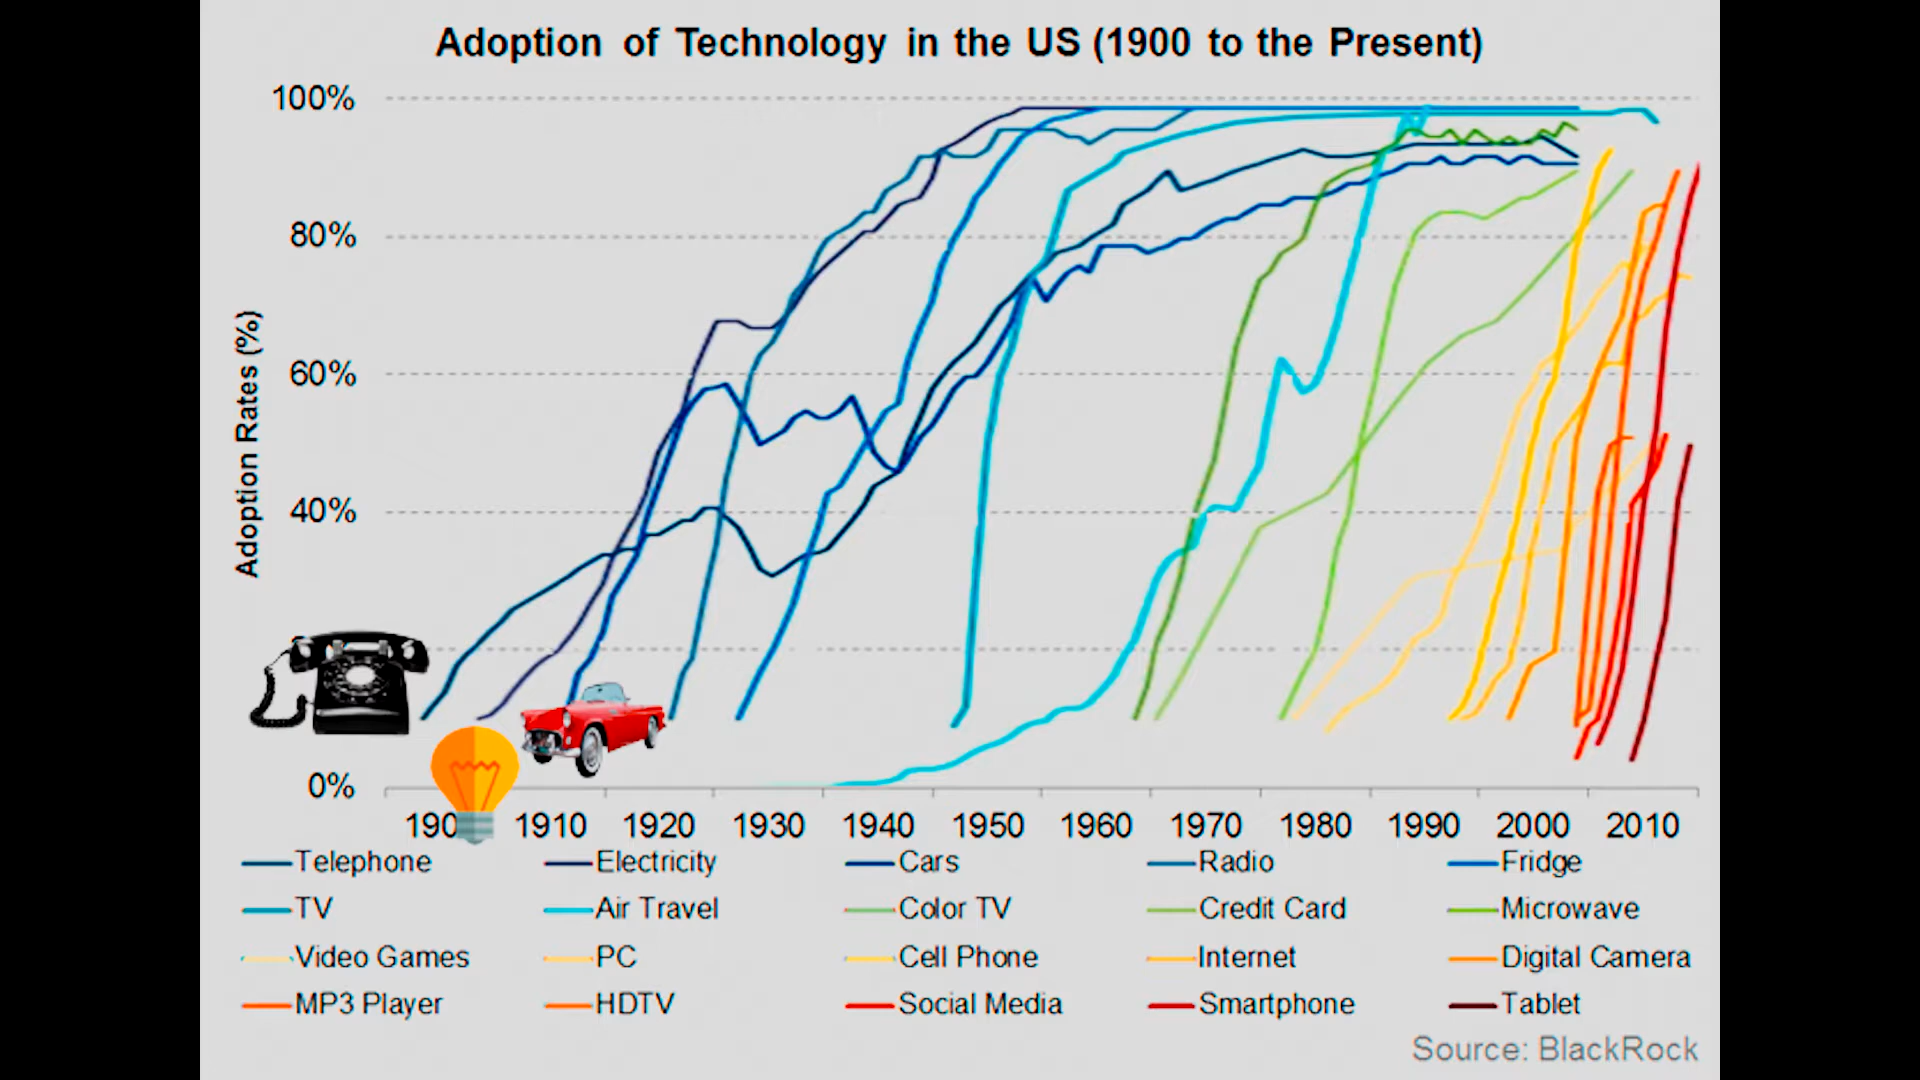 Adoption of Technology in the US (1900 to the Present)
100%
80%
60%
40%
0%
Adoption Rates (%)
190 1910 1920 1930 1940 1950 1960 1970 1980 1990 2000 2010
Telephone Electricity Cars Radio Fridge
TV Air Travel Color TV Credit Card Microwave
Video Games PC Cell Phone Internet Digital Camera
MP3 Player HDTV Social Media Smartphone Tablet
Source: BlackRock